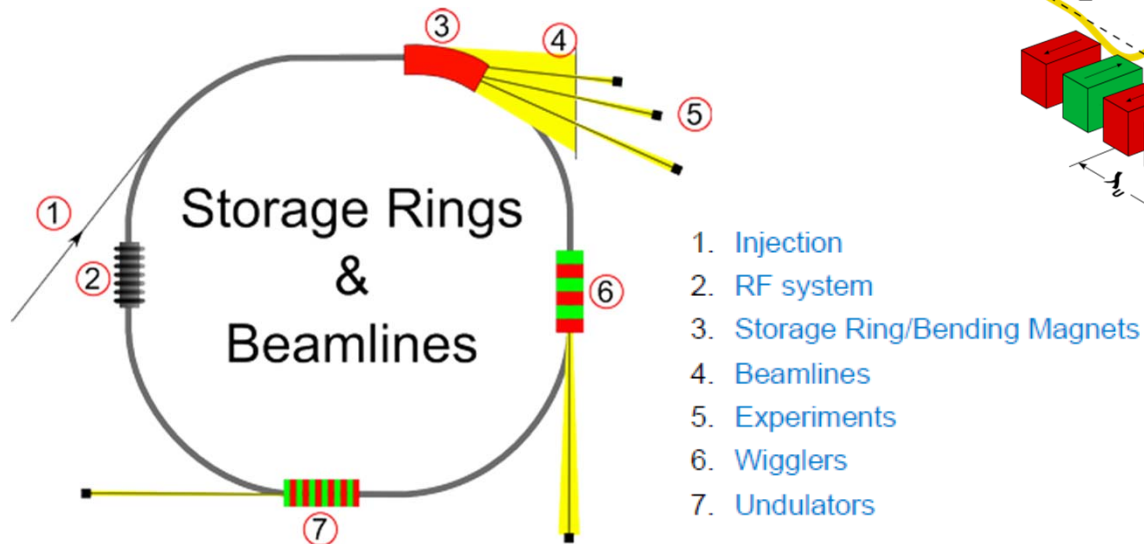 3
4
5
1
Storage Rings
&
Beamlines
2
6
7
1. Injection
2. RF system
3. Storage Ring/Bending Magnets
4. Beamlines
5. Experiments
6. Wigglers
7. Undulators